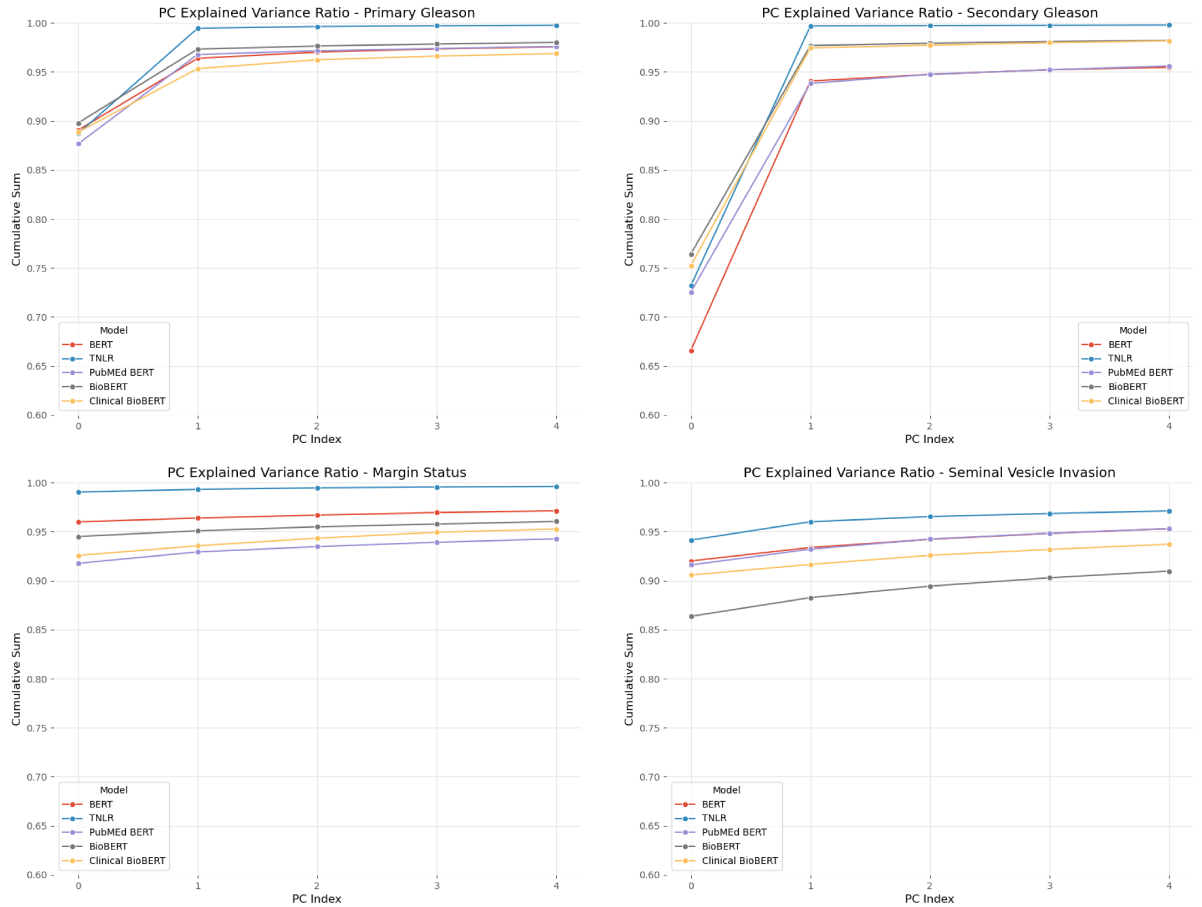 PC Explained Variance Ratio - Primary Gleason
1.00
0.95
0.90
0.85
0.80
0.75
0.70
0.65
0.60
Cumulative Sum
Model
BERT
TNLR
PubMEd BERT
BioBERT
Clinical BioBERT
0 1 2 3 4
PC Index
PC Explained Variance Ratio - Secondary Gleason
1.00
0.95
0.90
0.85
0.80
0.75
0.70
0.65
0.60
Cumulative Sum
Model
BERT
TNLR
PubMEd BERT
BioBERT
Clinical BioBERT
0 1 2 3 4
PC Index
PC Explained Variance Ratio - Margin Status
1.00
0.95
0.90
0.85
0.80
0.75
0.70
0.65
0.60
Cumulative Sum
Model
BERT
TNLR
PubMEd BERT
BioBERT
Clinical BioBERT
0 1 2 3 4
PC Index
PC Explained Variance Ratio - Seminal Vesicle Invasion
1.00
0.95
0.90
0.85
0.80
0.75
0.70
0.65
0.60
Cumulative Sum
Model
BERT
TNLR
PubMEd BERT
BioBERT
Clinical BioBERT
0 1 2 3 4
PC Index